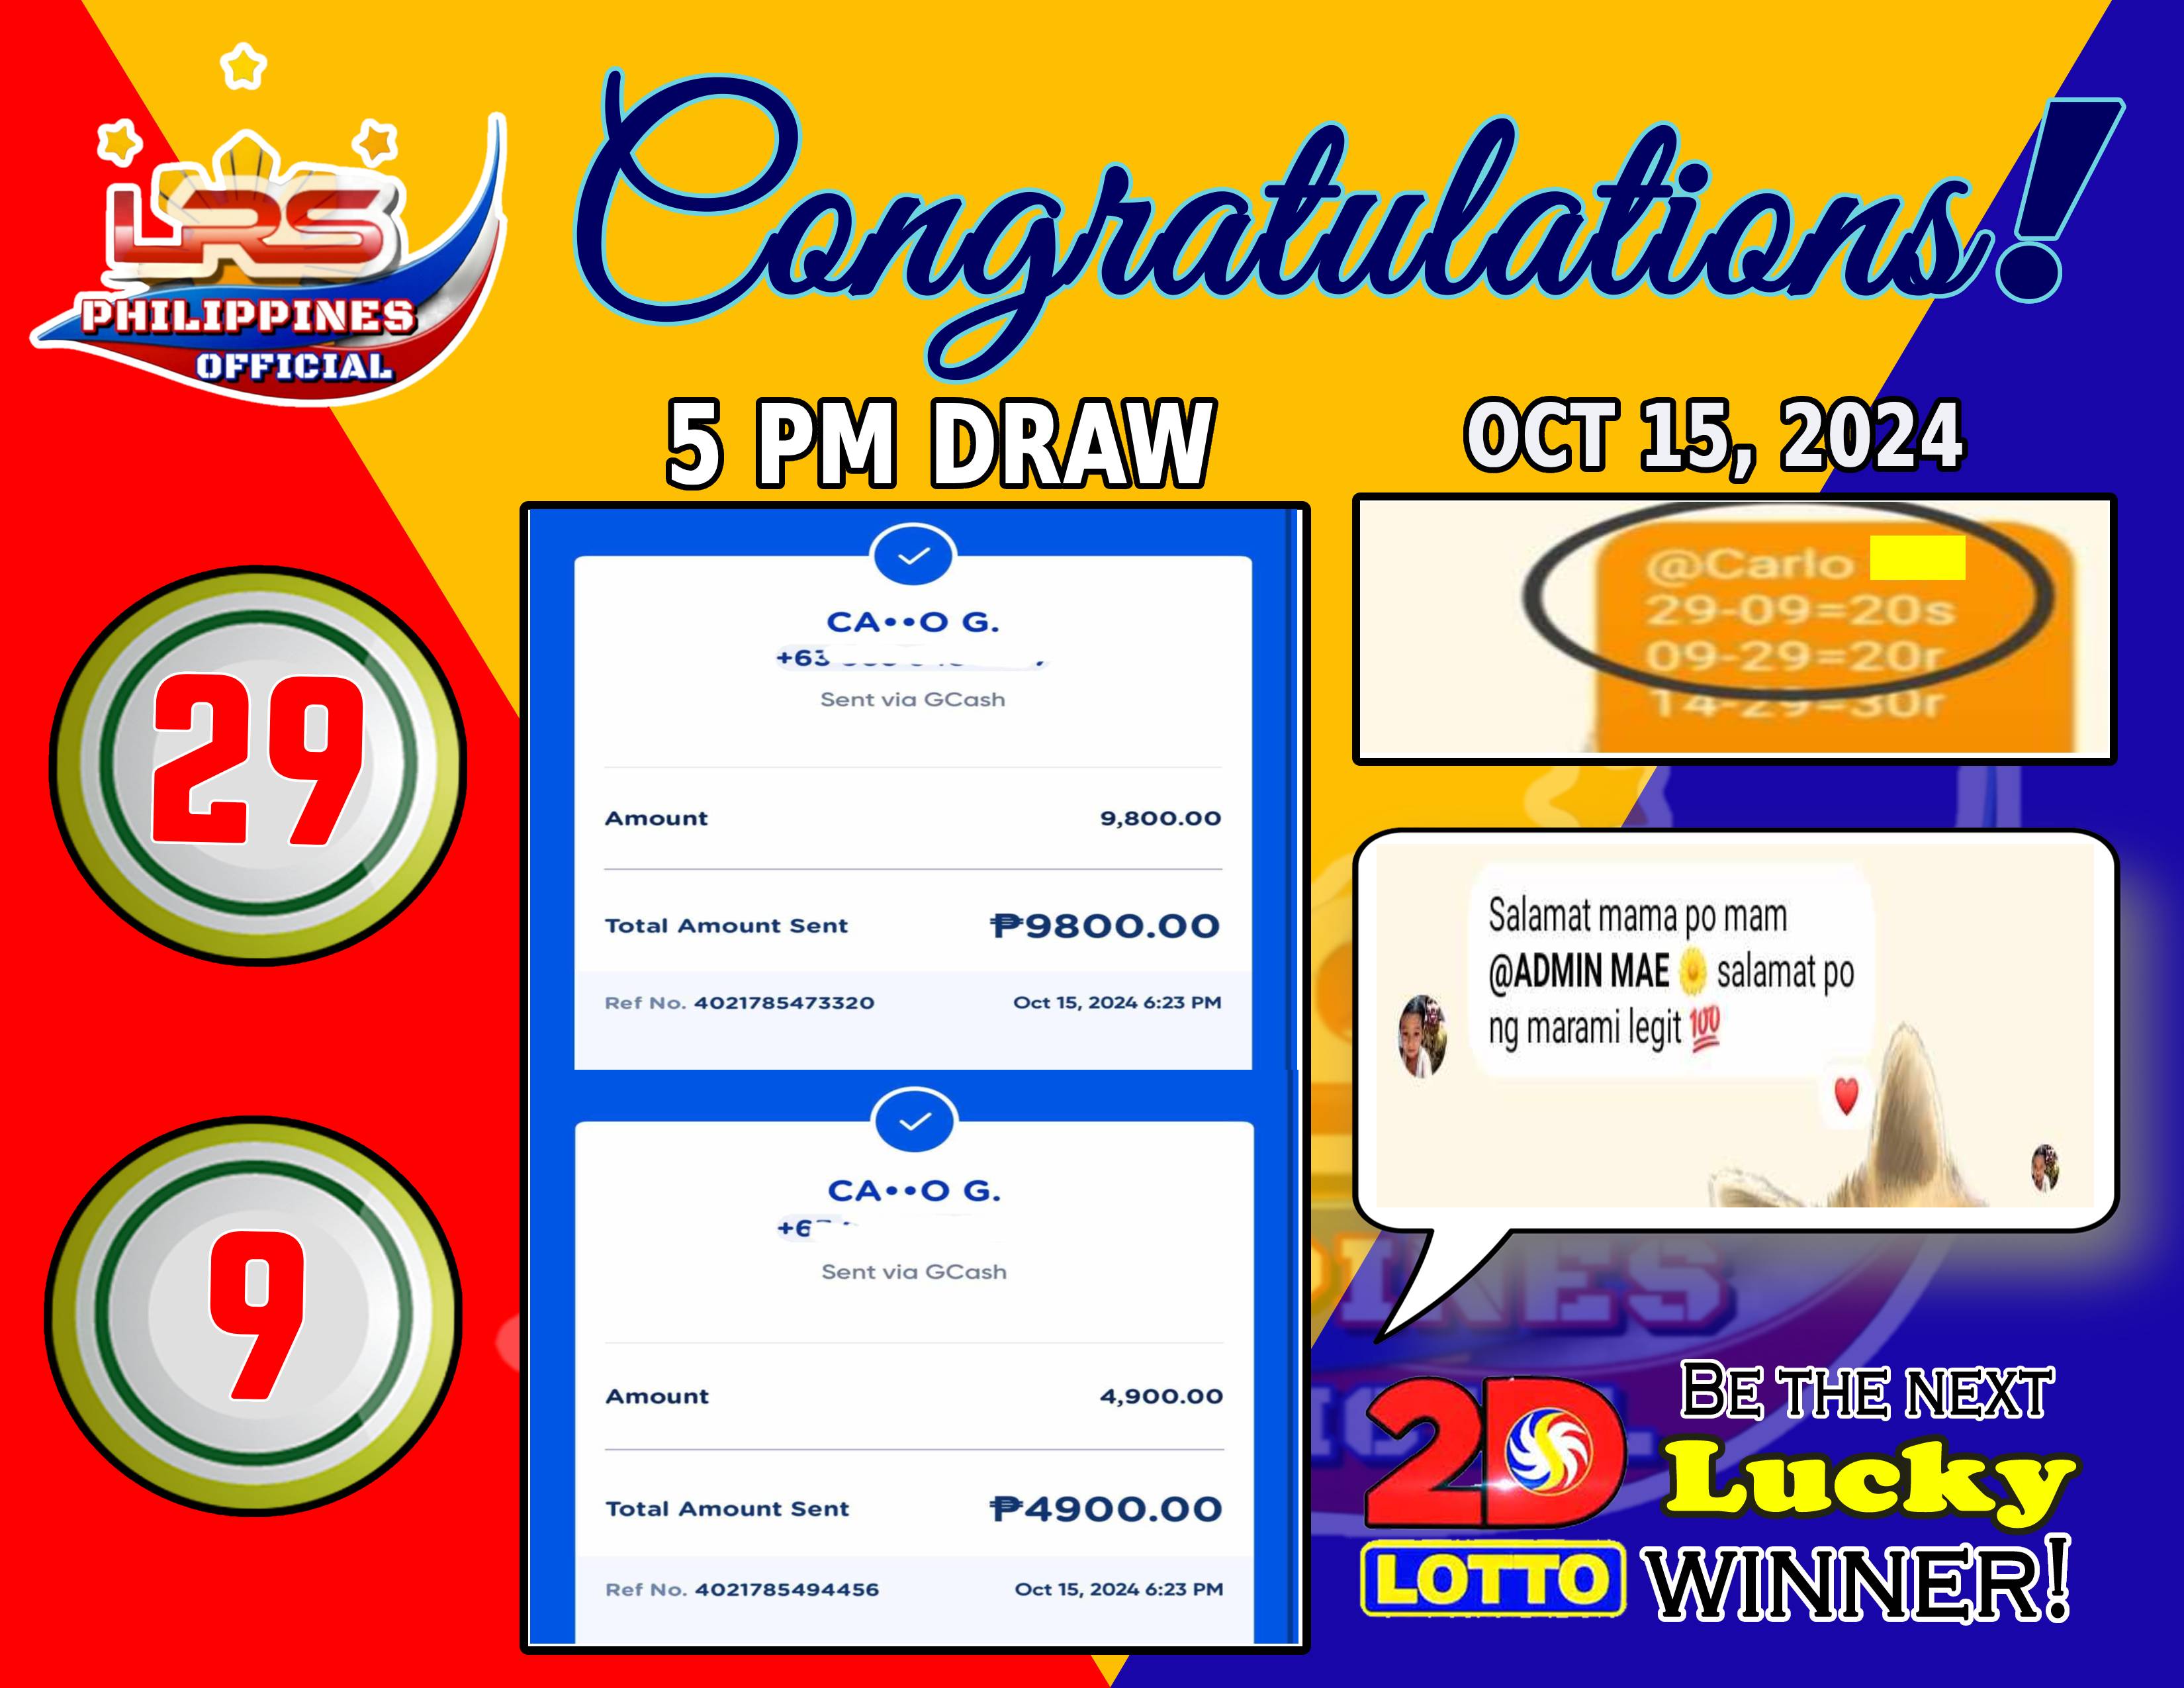 LRS
PHILIPPINES
OFFICIAL
Congratulations!
5 PM DRAW
OCT 15, 2024
29
9
CA••O G.
+63
Sent via GCash
Amount 9,800.00
Total Amount Sent ₱9800.00
Ref No. 4021785473320 Oct 15, 2024 6:23 PM
CA••O G.
+6
Sent via GCash
Amount 4,900.00
Total Amount Sent ₱4900.00
Ref No. 4021785494456 Oct 15, 2024 6:23 PM
@Carlo
29-09=20s
09-29=20r
14-29=30r
Salamat mama po mam
@ADMIN MAE 🌼 salamat po
ng marami legit 💯
2D
LOTTO
BE THE NEXT
Lucky
WINNER!